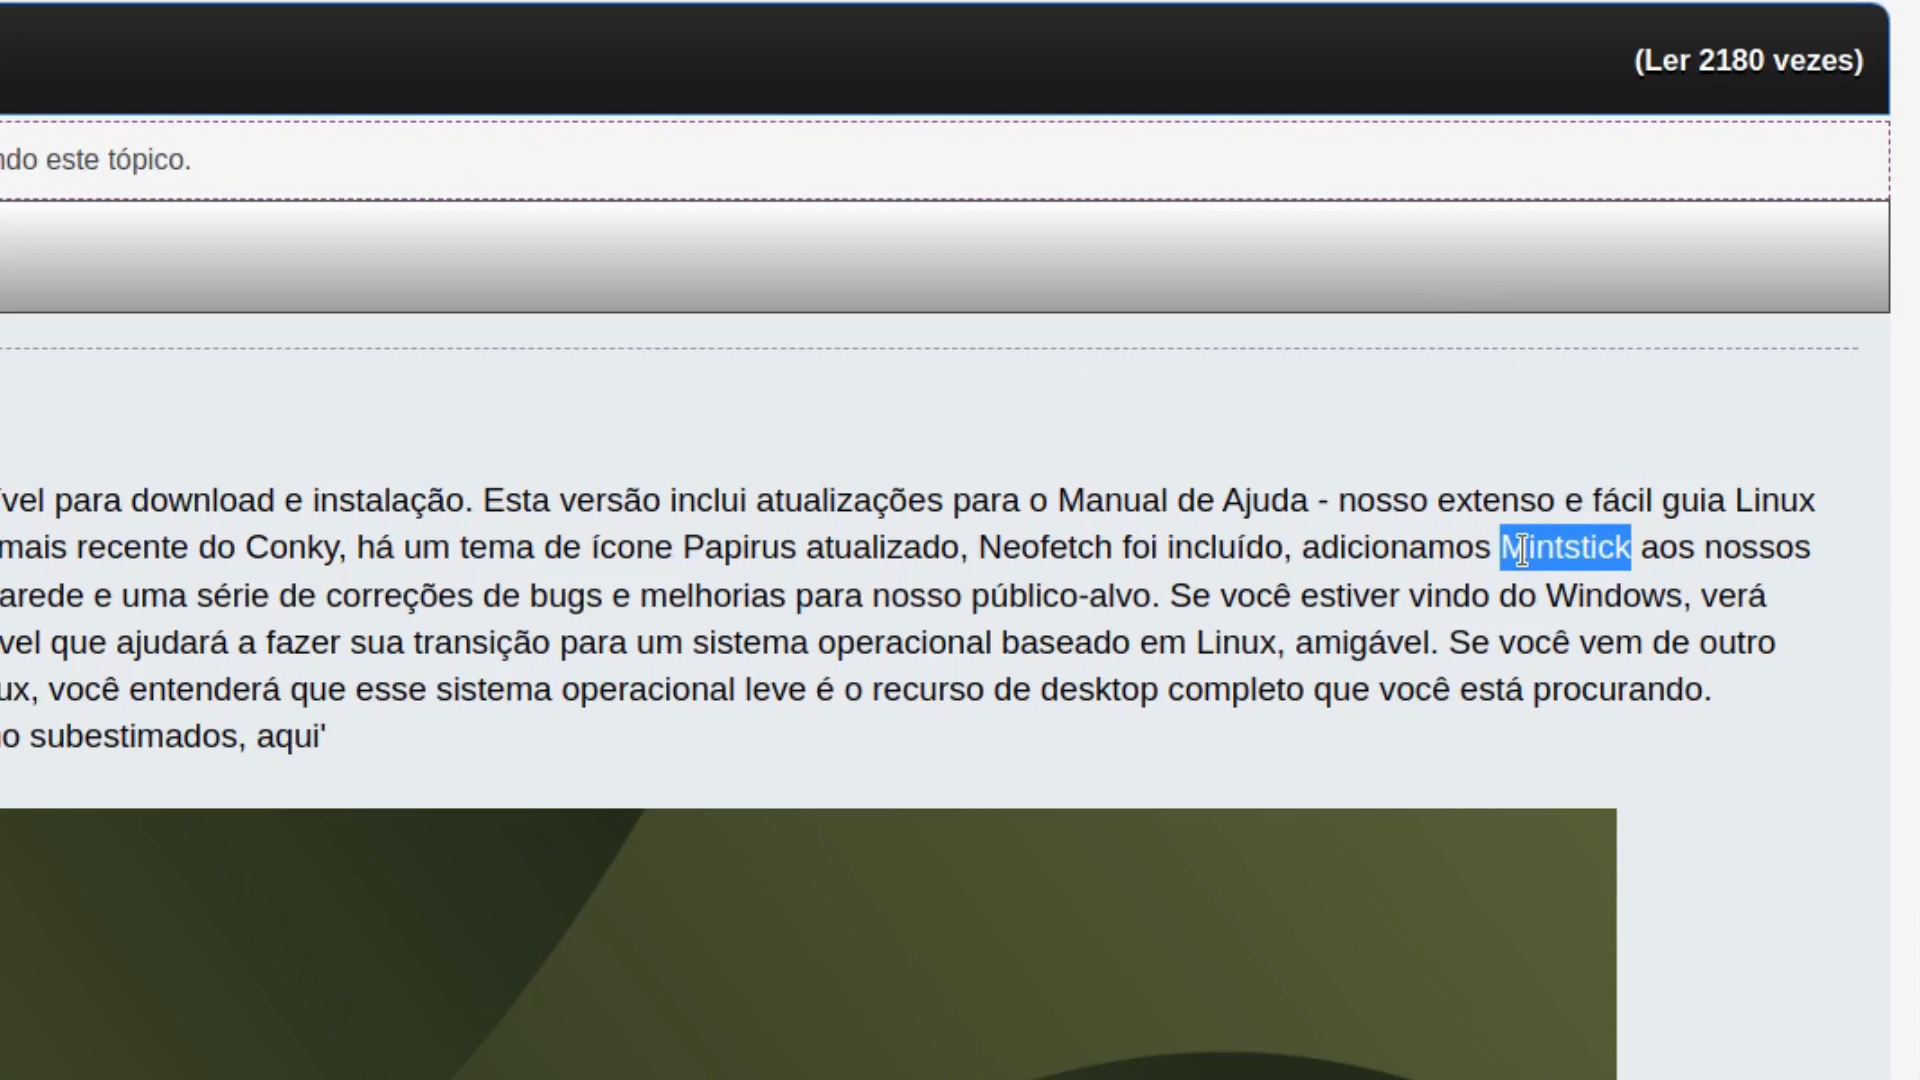 (Ler 2180 vezes)
ndo este tópico.
ível para download e instalação. Esta versão inclui atualizações para o Manual de Ajuda - nosso extenso e fácil guia Linux
mais recente do Conky, há um tema de ícone Papirus atualizado, Neofetch foi incluído, adicionamos Mintstick aos nossos
arede e uma série de correções de bugs e melhorias para nosso público-alvo. Se você estiver vindo do Windows, verá
vel que ajudará a fazer sua transição para um sistema operacional baseado em Linux, amigável. Se você vem de outro
ux, você entenderá que esse sistema operacional leve é o recurso de desktop completo que você está procurando.
no subestimados, aqui'